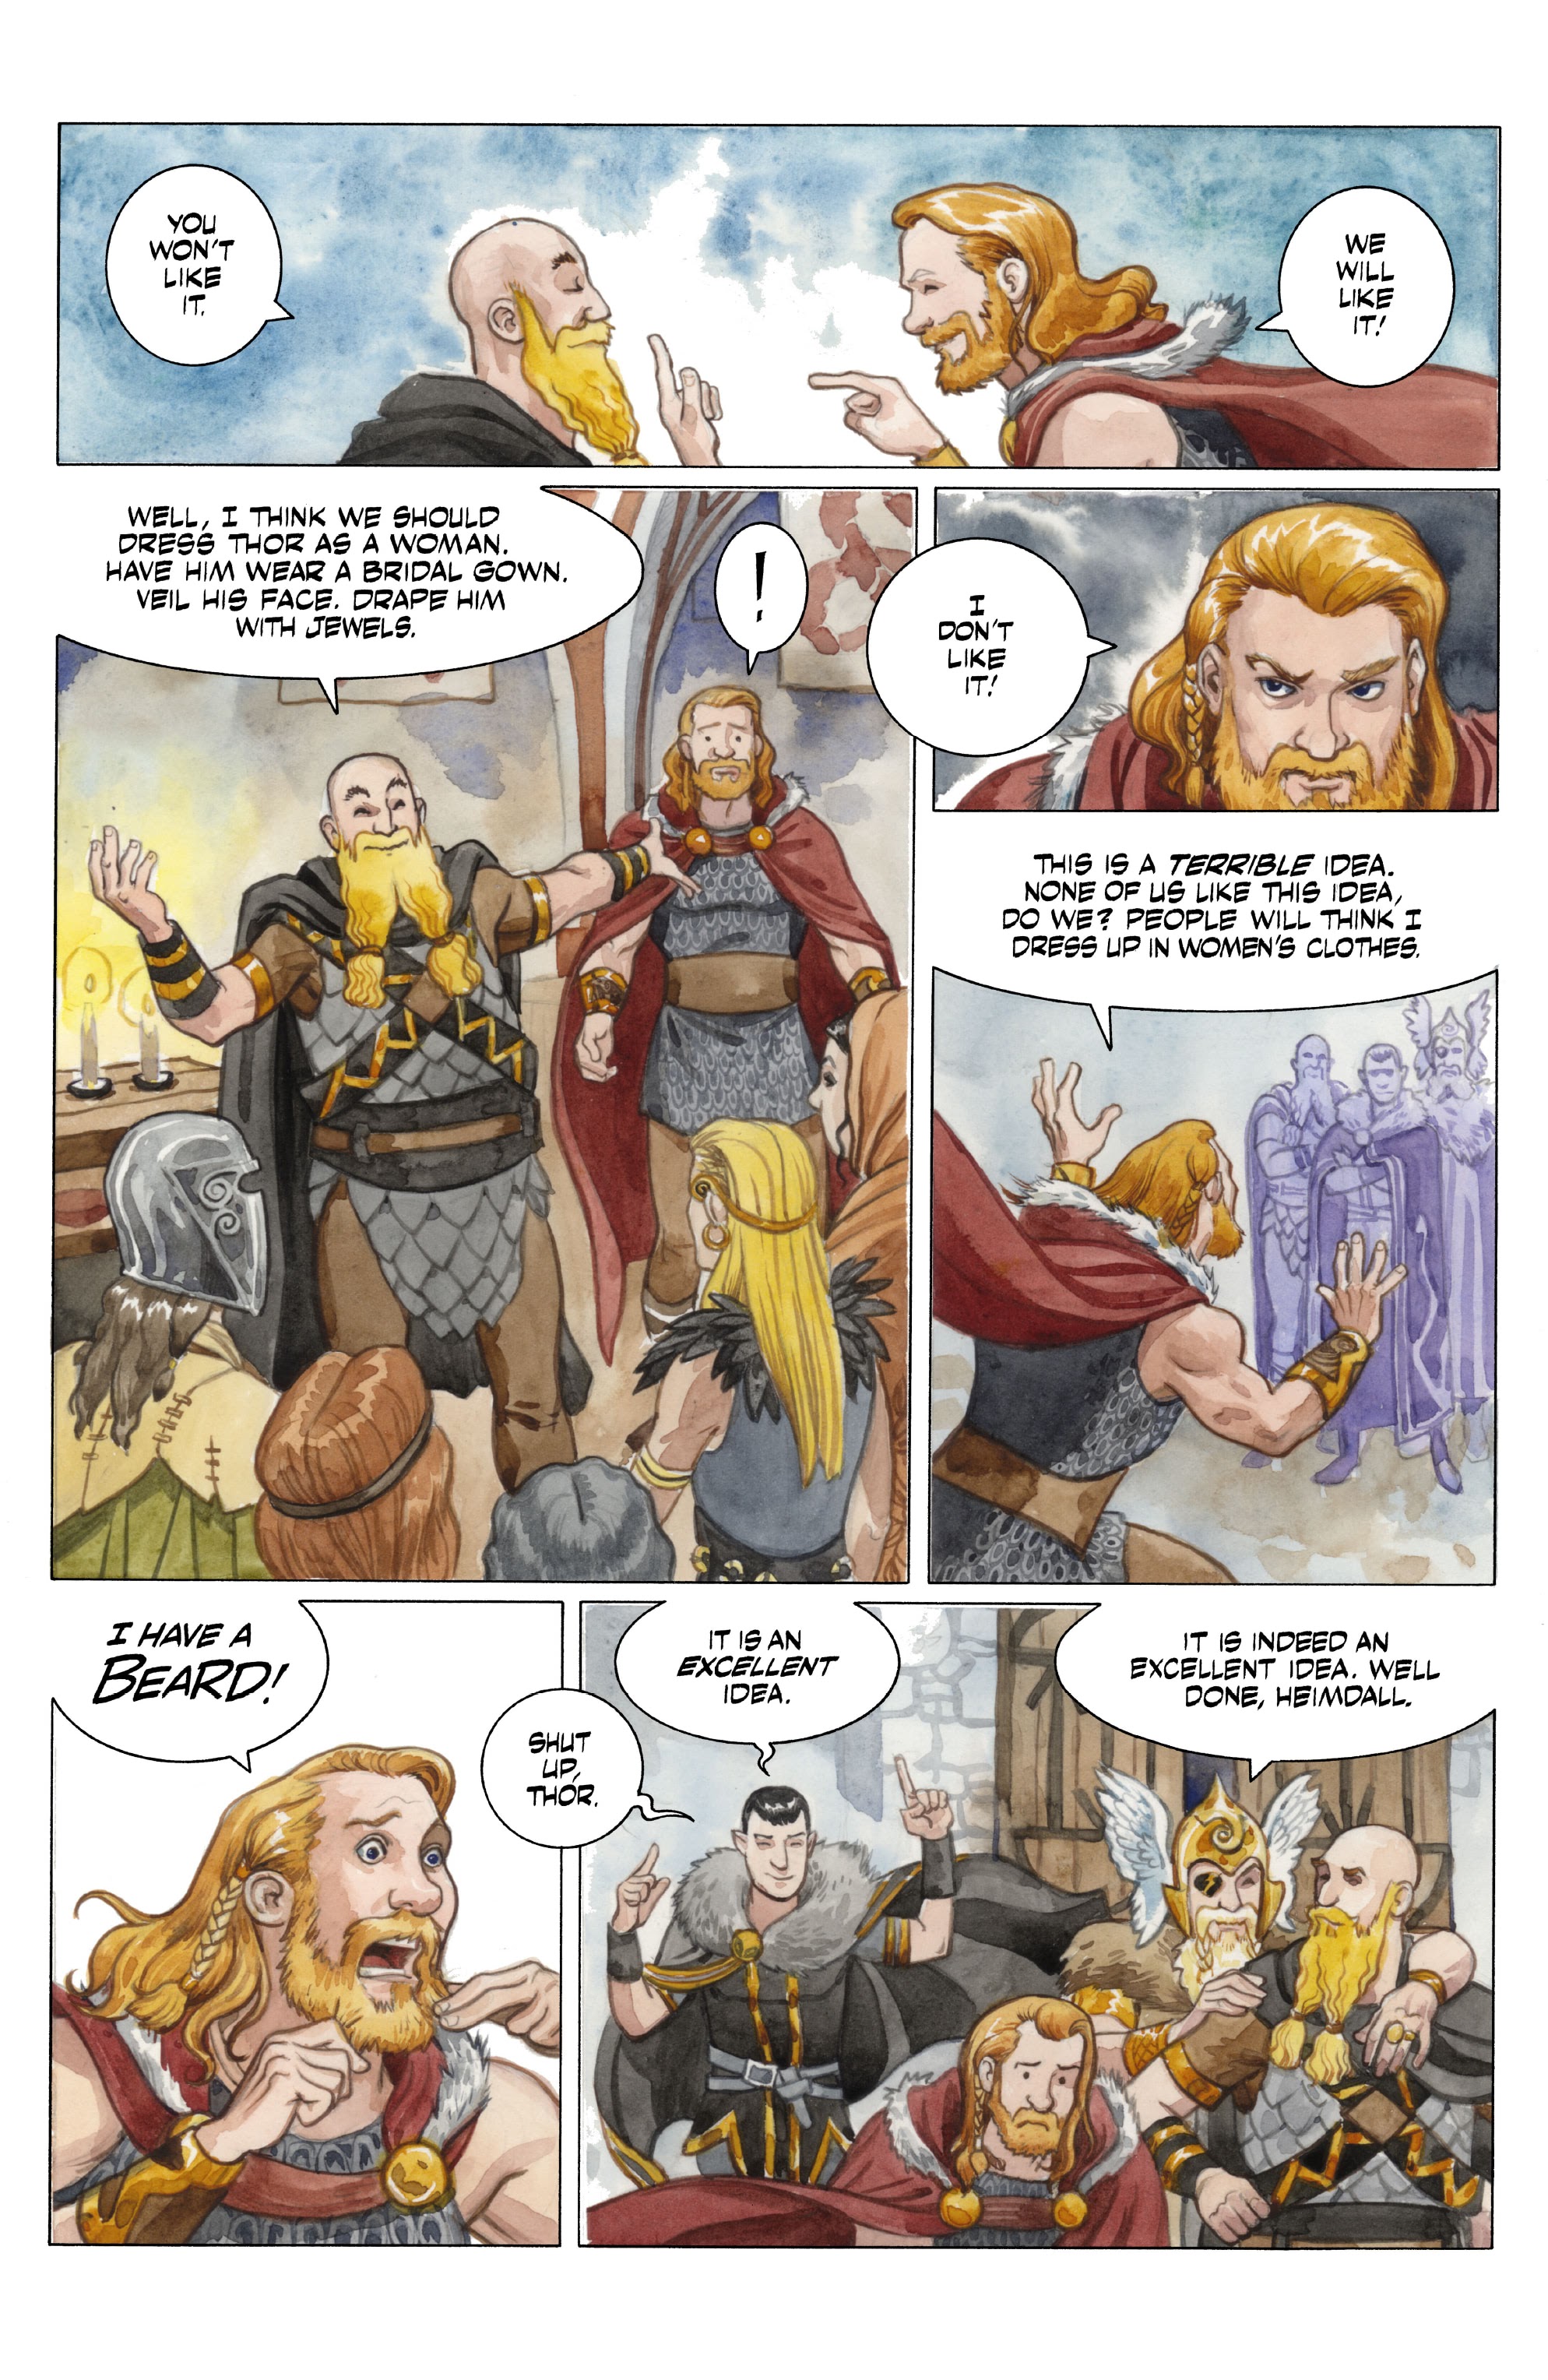 YOU
WON'T
LIKE
IT.
WE
WILL
LIKE
IT!
WELL, I THINK WE SHOULD
DRESS THOR AS A WOMAN.
HAVE HIM WEAR A BRIDAL GOWN.
VEIL HIS FACE. DRAPE HIM
WITH JEWELS.
!
I
DON'T
LIKE
IT!
THIS IS A TERRIBLE IDEA.
NONE OF US LIKE THIS IDEA,
DO WE? PEOPLE WILL THINK I
DRESS UP IN WOMEN'S CLOTHES.
I HAVE A
BEARD!
SHUT
UP,
THOR.
IT IS AN
EXCELLENT
IDEA.
IT IS INDEED AN
EXCELLENT IDEA. WELL
DONE, HEIMDALL.